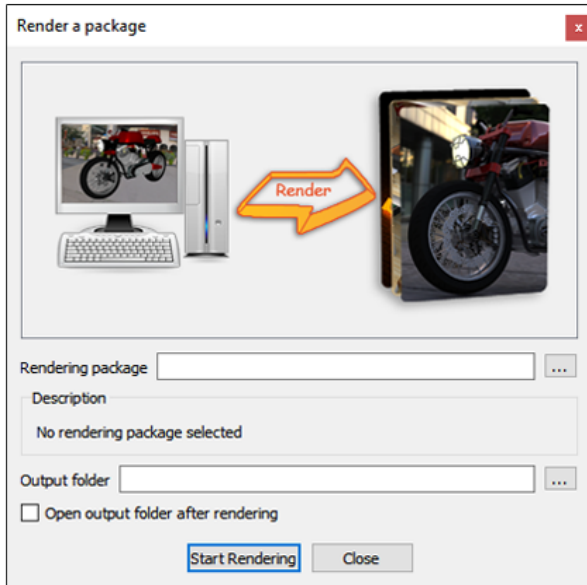 Render a package
x
Render
Rendering package
...
Description
No rendering package selected
Output folder
...
Open output folder after rendering
Start Rendering
Close